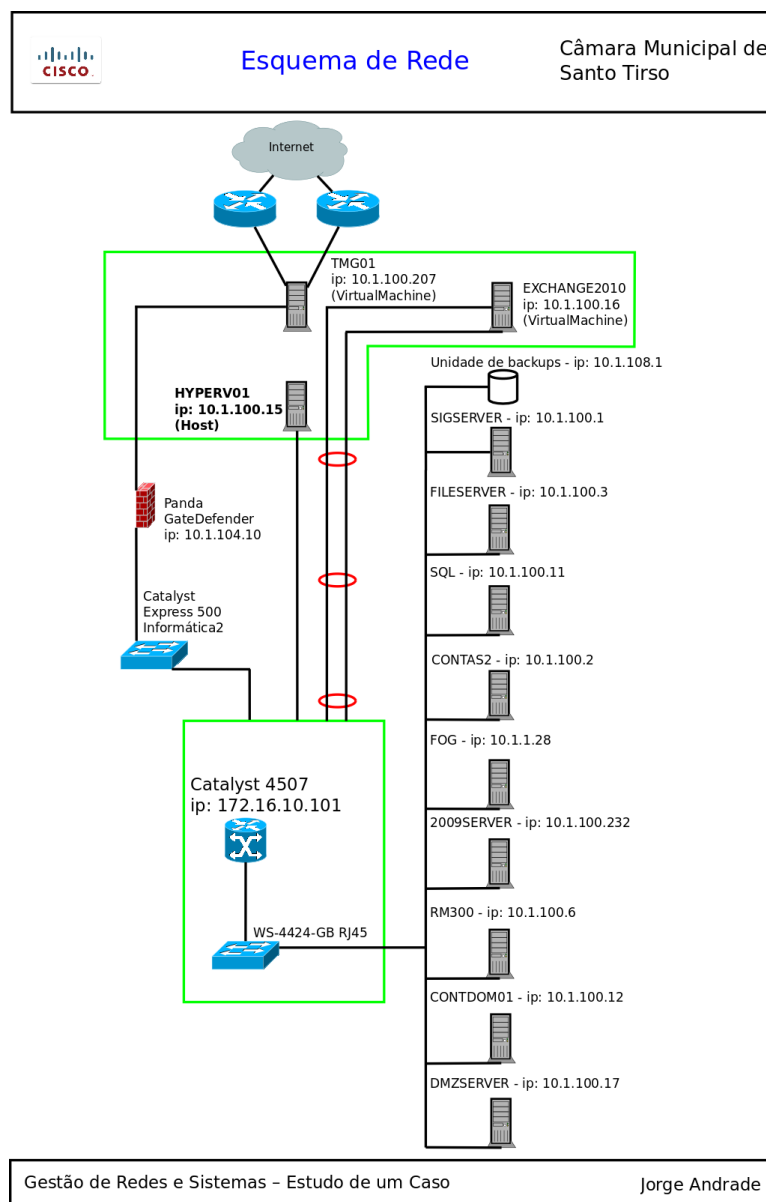 CISCO
Esquema de Rede
Câmara Municipal de
Santo Tirso
Internet
TMG01
ip: 10.1.100.207
(VirtualMachine)
EXCHANGE2010
ip: 10.1.100.16
(VirtualMachine)
HYPERV01
ip: 10.1.100.15
(Host)
Unidade de backups - ip: 10.1.108.1
SIGSERVER - ip: 10.1.100.1
FILESERVER - ip: 10.1.100.3
Panda
GateDefender
ip: 10.1.104.10
SQL - ip: 10.1.100.11
Catalyst
Express 500
Informática2
CONTAS2 - ip: 10.1.100.2
FOG - ip: 10.1.1.28
Catalyst 4507
ip: 172.16.10.101
2009SERVER - ip: 10.1.100.232
RM300 - ip: 10.1.100.6
WS-4424-GB RJ45
CONTDOM01 - ip: 10.1.100.12
DMZSERVER - ip: 10.1.100.17
Gestão de Redes e Sistemas – Estudo de um Caso
Jorge Andrade